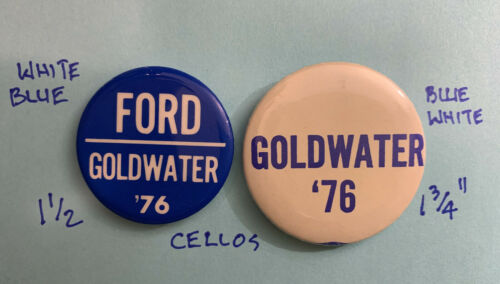 WHITE
BLUE
FORD
GOLDWATER
'76
1 1/2
GOLDWATER
'76
BLUE
WHITE
1 3/4"
CELLOS